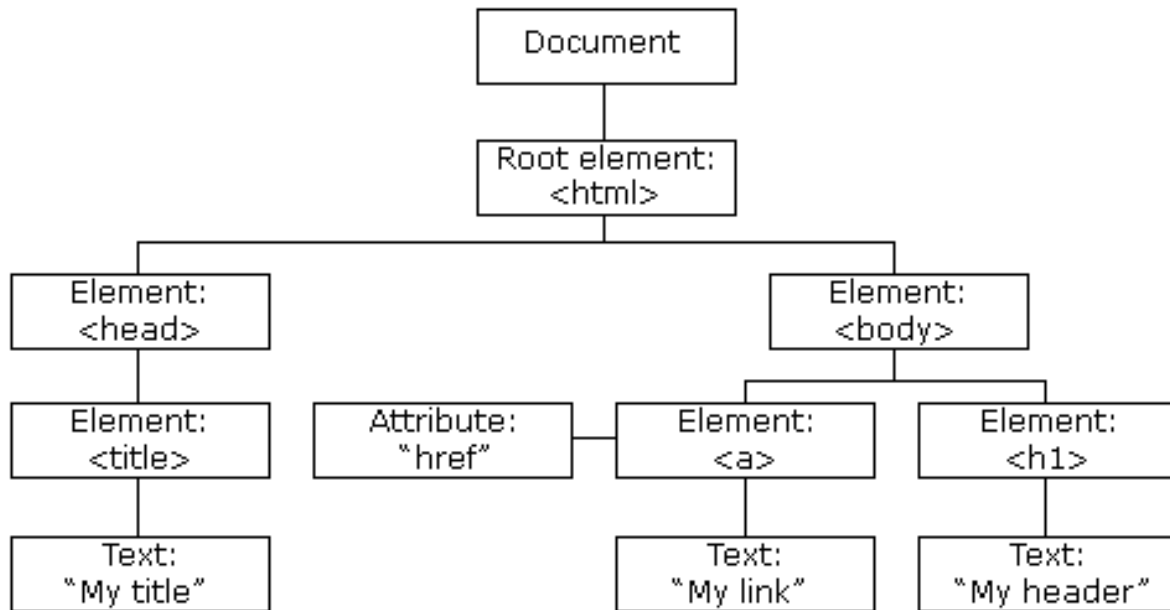 Document
Root element:
<html>
Element:
<head>
Element:
<body>
Element:
<title>
Attribute:
“href”
Element:
<a>
Element:
<h1>
Text:
“My title”
Text:
“My link”
Text:
“My header”